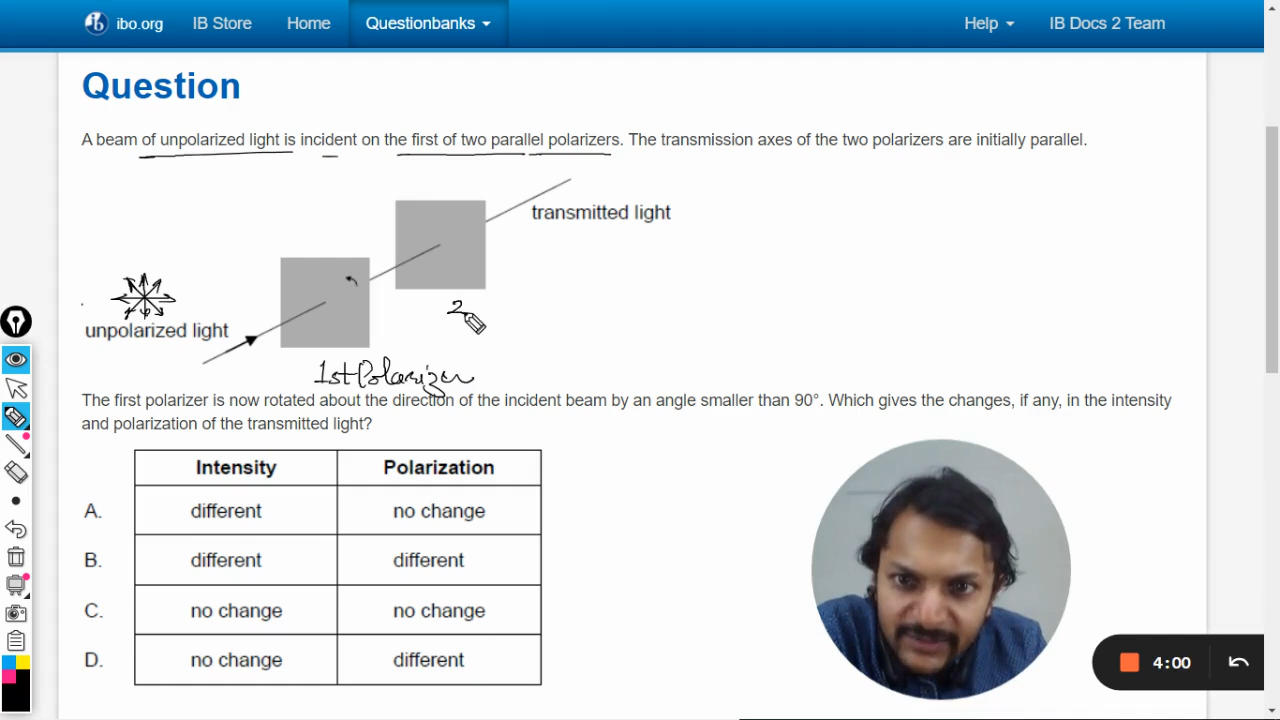 ibo.org IB Store Home Questionbanks Help IB Docs 2 Team
Question
A beam of unpolarized light is incident on the first of two parallel polarizers. The transmission axes of the two polarizers are initially parallel.
transmitted light
2
unpolarized light
1st Polarizer
The first polarizer is now rotated about the direction of the incident beam by an angle smaller than 90°. Which gives the changes, if any, in the intensity
and polarization of the transmitted light?
Intensity Polarization
A. different no change
B. different different
C. no change no change
D. no change different
4:00